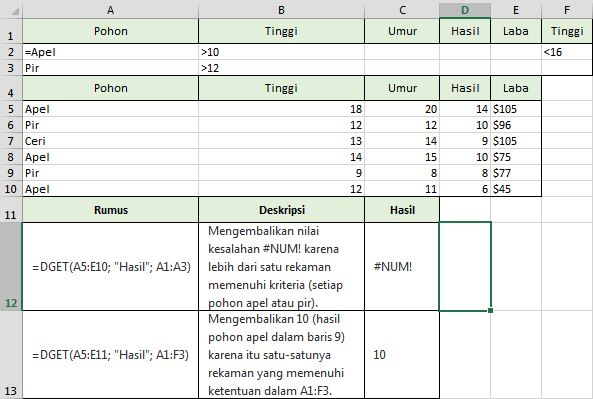 A B C D E F
1 Pohon Tinggi Umur Hasil Laba Tinggi
2 =Apel >10 <16
3 Pir >12
4 Pohon Tinggi Umur Hasil Laba
5 Apel 18 20 14 $105
6 Pir 12 12 10 $96
7 Ceri 13 14 9 $105
8 Apel 14 15 10 $75
9 Pir 9 8 8 $77
10 Apel 12 11 6 $45
11 Rumus Deskripsi Hasil
Mengembalikan nilai
kesalahan #NUM! karena
=DGET(A5:E10; "Hasil"; A1:A3) lebih dari satu rekaman #NUM!
memenuhi kriteria (setiap
12 pohon apel atau pir).
Mengembalikan 10 (hasil
pohon apel dalam baris 9)
=DGET(A5:E11; "Hasil"; A1:F3) karena itu satu-satunya 10
rekaman yang memenuhi
13 ketentuan dalam A1:F3.